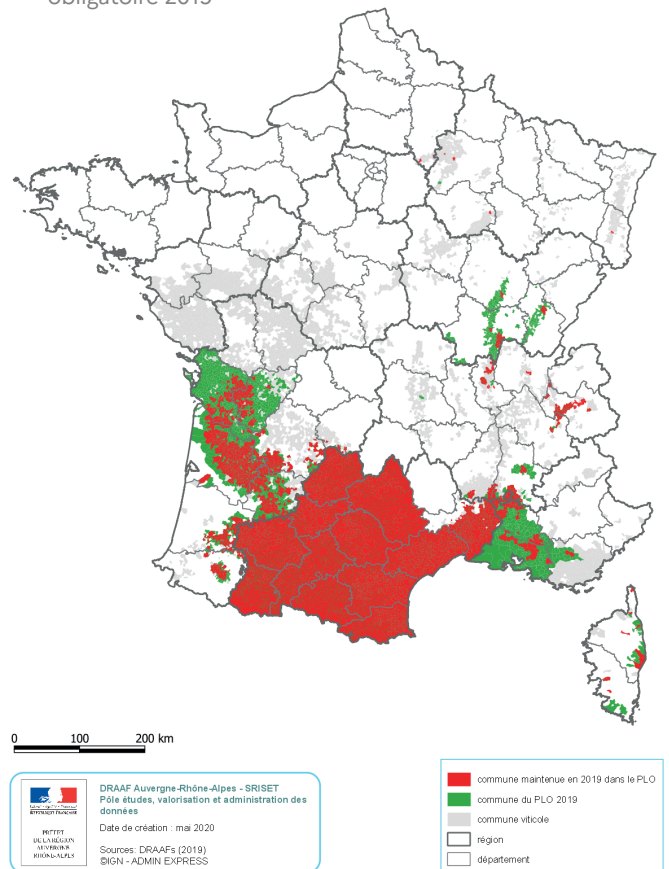 obligatoire 2019
0 100 200 km
DRAAF Auvergne-Rhône-Alpes - SRISET
Pôle études, valorisation et administration des
données
Date de création : mai 2020
Sources: DRAAFs (2019)
©IGN - ADMIN EXPRESS
RÉPUBLIQUE FRANÇAISE
PRÉFET
DE LA RÉGION
AUVERGNE
RHÔNE-ALPES
commune maintenue en 2019 dans le PLO
commune du PLO 2019
commune viticole
région
département